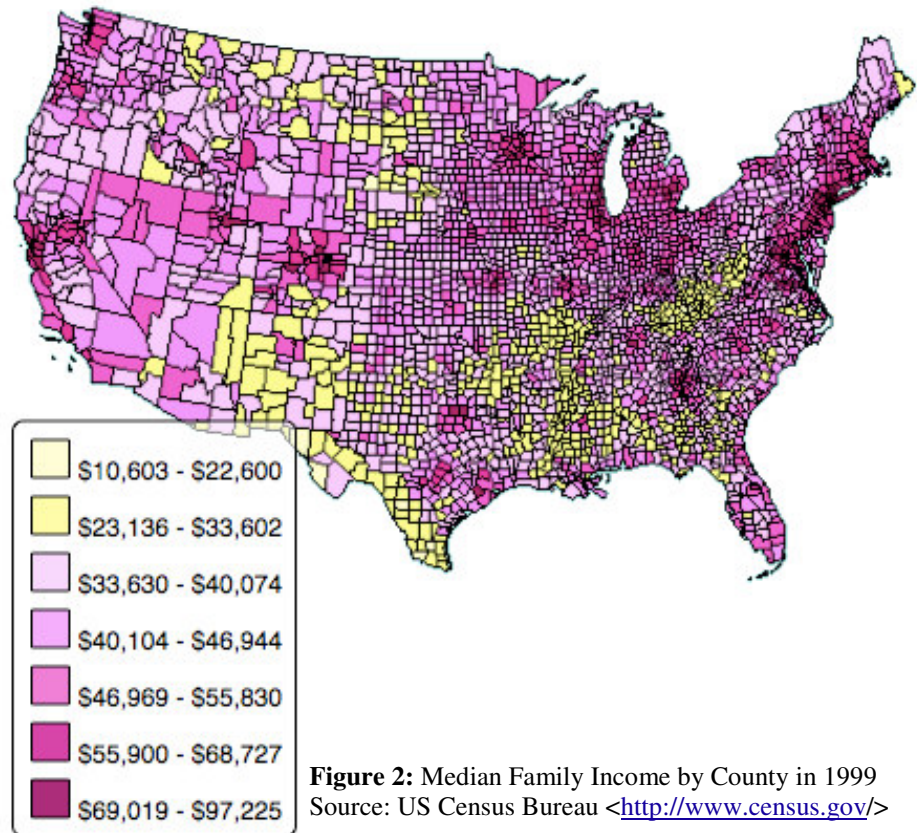 $10,603 - $22,600
$23,136 - $33,602
$33,630 - $40,074
$40,104 - $46,944
$46,969 - $55,830
$55,900 - $68,727
$69,019 - $97,225
Figure 2: Median Family Income by County in 1999
Source: US Census Bureau <http://www.census.gov/>